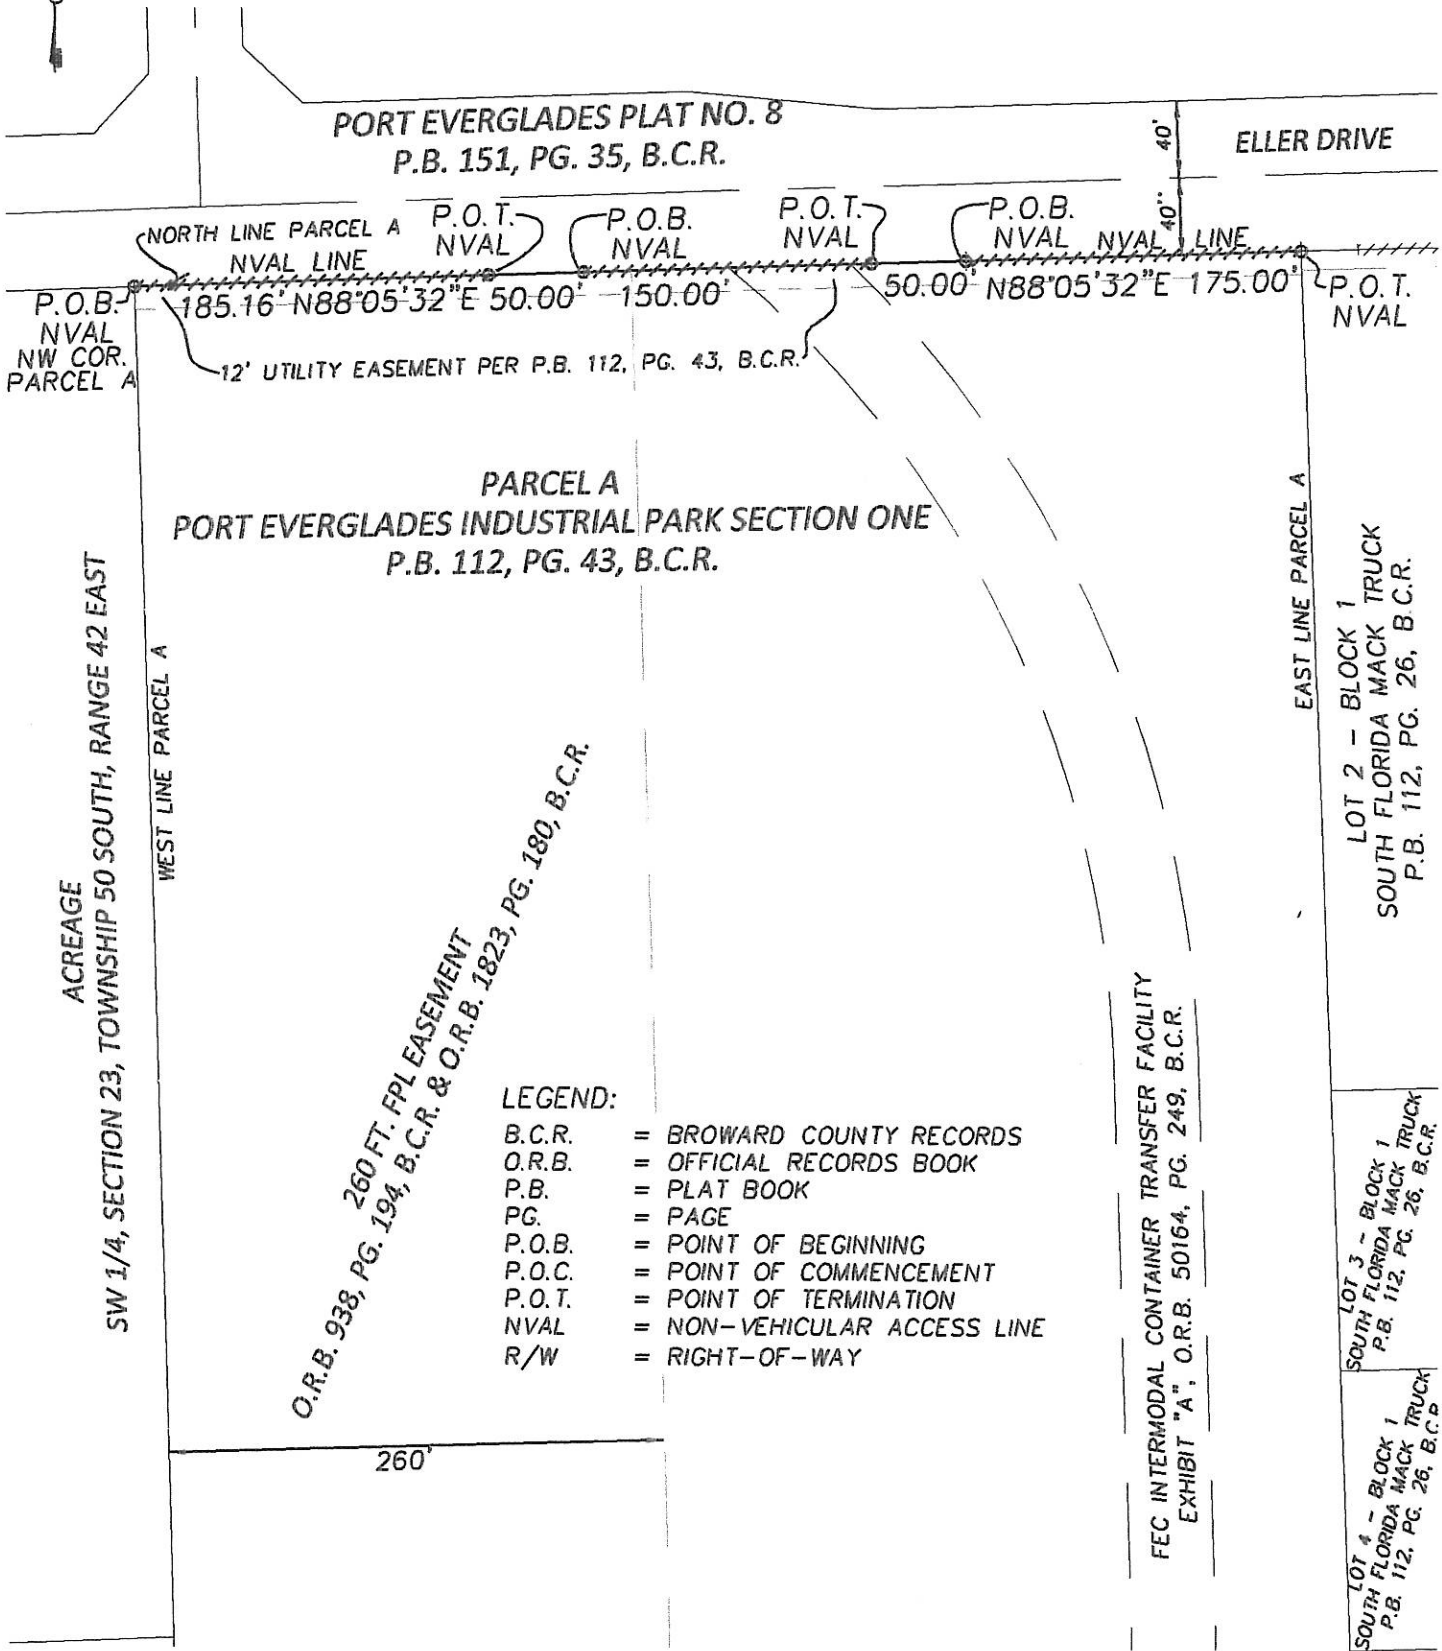 PORT EVERGLADES PLAT NO. 8
P.B. 151, PG. 35, B.C.R.
40'
ELLER DRIVE
40''
NORTH LINE PARCEL A
NVAL LINE
P.O.T.
NVAL
P.O.B.
NVAL
P.O.T.
NVAL
P.O.B.
NVAL
NVAL LINE
P.O.B.
NVAL
NW COR.
PARCEL A
185.16' N88°05'32"E 50.00' 150.00' 50.00' N88°05'32"E 175.00'
P.O.T.
NVAL
12' UTILITY EASEMENT PER P.B. 112, PG. 43, B.C.R.
PARCEL A
PORT EVERGLADES INDUSTRIAL PARK SECTION ONE
P.B. 112, PG. 43, B.C.R.
ACREAGE
SW 1/4, SECTION 23, TOWNSHIP 50 SOUTH, RANGE 42 EAST
WEST LINE PARCEL A
EAST LINE PARCEL A
LOT 2 - BLOCK 1
SOUTH FLORIDA MACK TRUCK
P.B. 112, PG. 26, B.C.R.
260 FT. FPL EASEMENT
O.R.B. 938, PG. 194, B.C.R. & O.R.B. 1823, PG. 180, B.C.R.
LEGEND:
B.C.R. = BROWARD COUNTY RECORDS
O.R.B. = OFFICIAL RECORDS BOOK
P.B. = PLAT BOOK
PG. = PAGE
P.O.B. = POINT OF BEGINNING
P.O.C. = POINT OF COMMENCEMENT
P.O.T. = POINT OF TERMINATION
NVAL = NON-VEHICULAR ACCESS LINE
R/W = RIGHT-OF-WAY
FEC INTERMODAL CONTAINER TRANSFER FACILITY
EXHIBIT "A", O.R.B. 50164, PG. 249, B.C.R.
LOT 3 - BLOCK 1
SOUTH FLORIDA MACK TRUCK
P.B. 112, PG. 26, B.C.R.
LOT 4 - BLOCK 1
SOUTH FLORIDA MACK TRUCK
P.B. 112, PG. 26, B.C.R
260'